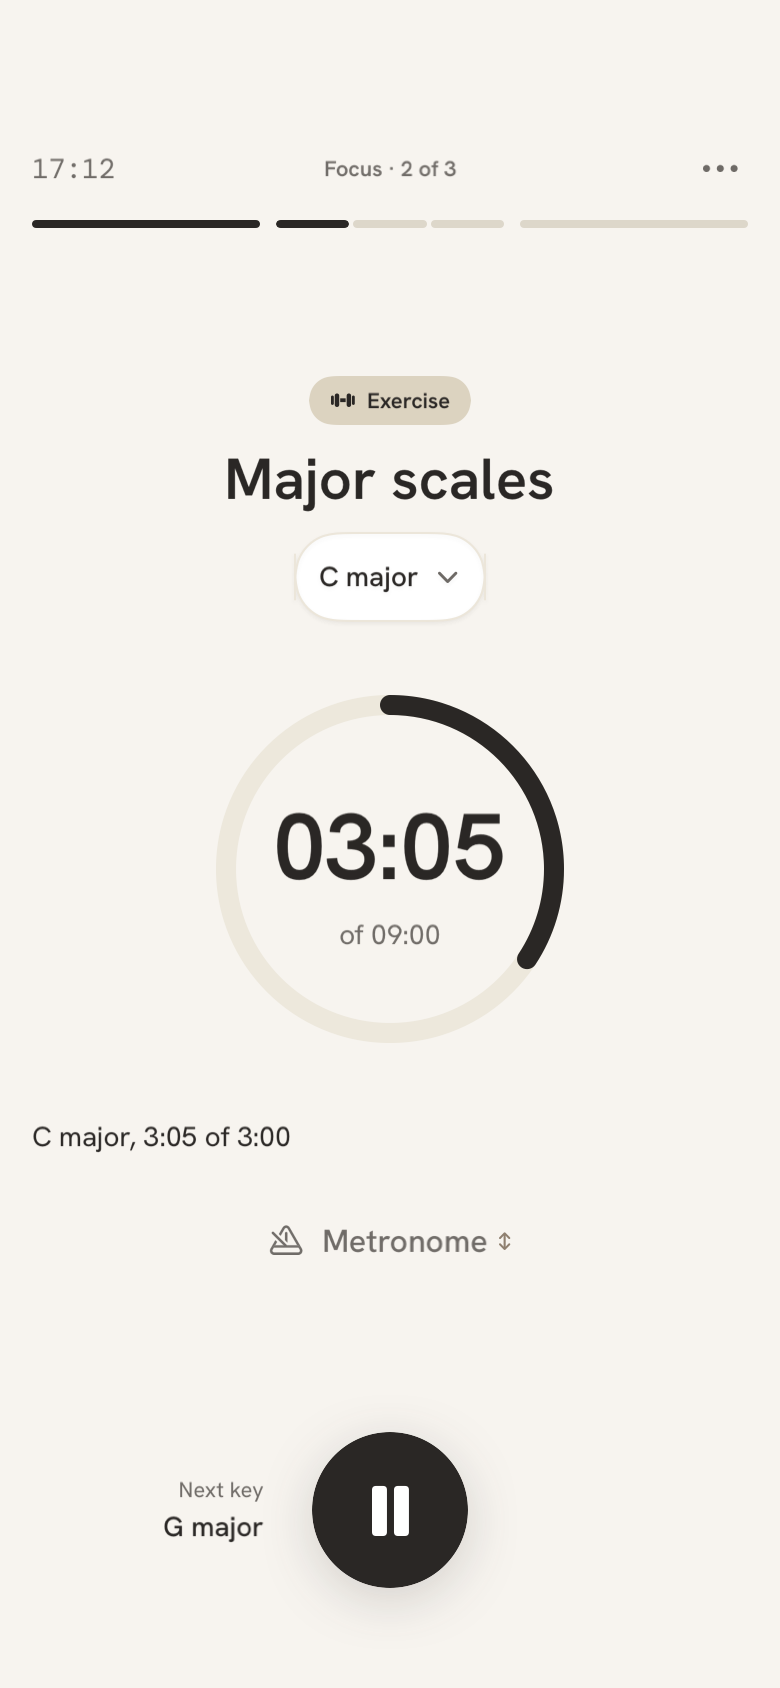 17:12
Focus · 2 of 3
Exercise
Major scales
C major
03:05
of 09:00
C major, 3:05 of 3:00
Metronome
Next key
G major